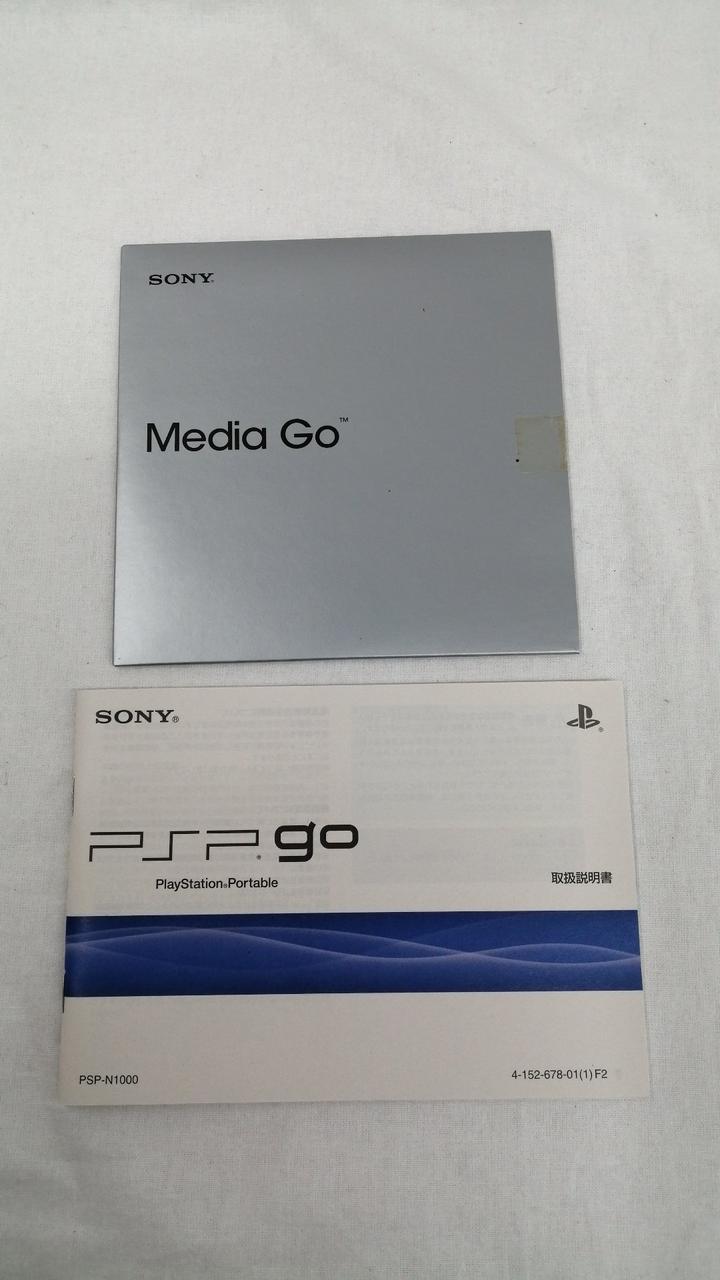 SONY®
Media Go™
SONY®
PSP® go
PlayStation®Portable
取扱説明書
PSP-N1000
4-152-678-01(1) F2